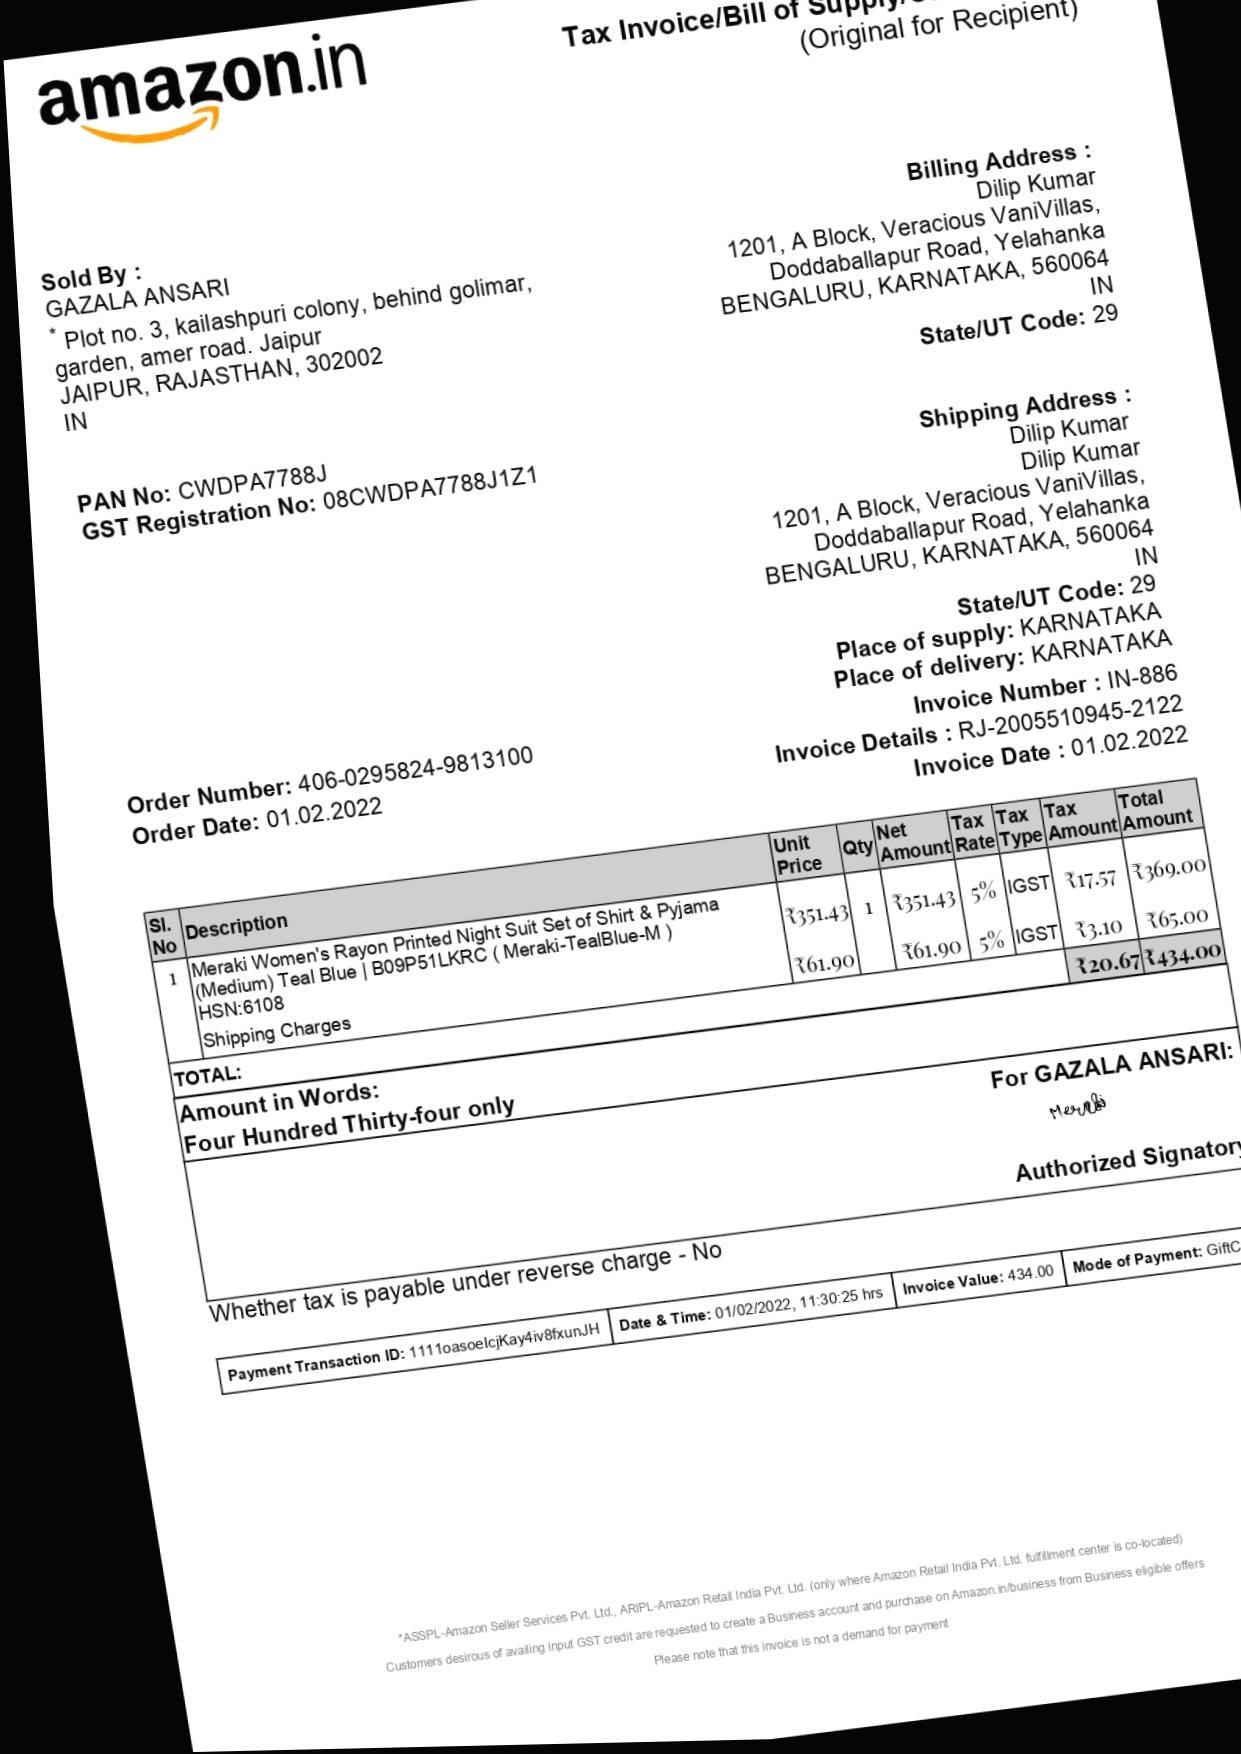 amazon.in
Tax Invoice/Bill of Supply/
(Original for Recipient)
Sold By :
GAZALA ANSARI
* Plot no. 3, kailashpuri colony, behind golimar,
garden, amer road. Jaipur
JAIPUR, RAJASTHAN, 302002
IN
PAN No: CWDPA7788J
GST Registration No: 08CWDPA7788J1Z1
Billing Address :
Dilip Kumar
1201, A Block, Veracious VaniVillas,
Doddaballapur Road, Yelahanka
BENGALURU, KARNATAKA, 560064
IN
State/UT Code: 29
Shipping Address :
Dilip Kumar
Dilip Kumar
1201, A Block, Veracious VaniVillas,
Doddaballapur Road, Yelahanka
BENGALURU, KARNATAKA, 560064
IN
State/UT Code: 29
Place of supply: KARNATAKA
Place of delivery: KARNATAKA
Invoice Number : IN-886
Invoice Details : RJ-2005510945-2122
Invoice Date : 01.02.2022
Order Number: 406-0295824-9813100
Order Date: 01.02.2022
Sl. No Description Unit Price Qty Net Amount Tax Rate Tax Type Tax Amount Total Amount
1 Meraki Women's Rayon Printed Night Suit Set of Shirt & Pyjama ₹351.43 1 ₹351.43 5% IGST ₹17.57 ₹369.00
(Medium) Teal Blue | B09P51LKRC ( Meraki-TealBlue-M )
HSN:6108
Shipping Charges ₹61.90 ₹61.90 5% IGST ₹3.10 ₹65.00
TOTAL: ₹20.67 ₹434.00
Amount in Words:
Four Hundred Thirty-four only
For GAZALA ANSARI:
Meraki
Authorized Signatory
Whether tax is payable under reverse charge - No
Payment Transaction ID: 1111oasoeIcjKay4iv8fxunJH Date & Time: 01/02/2022, 11:30:25 hrs Invoice Value: 434.00 Mode of Payment: GiftC
*ASSPL-Amazon Seller Services Pvt. Ltd., ARIPL-Amazon Retail India Pvt. Ltd. (only where Amazon Retail India Pvt. Ltd. fulfillment center is co-located)
Customers desirous of availing input GST credit are requested to create a Business account and purchase on Amazon.in/business from Business eligible offers
Please note that this invoice is not a demand for payment